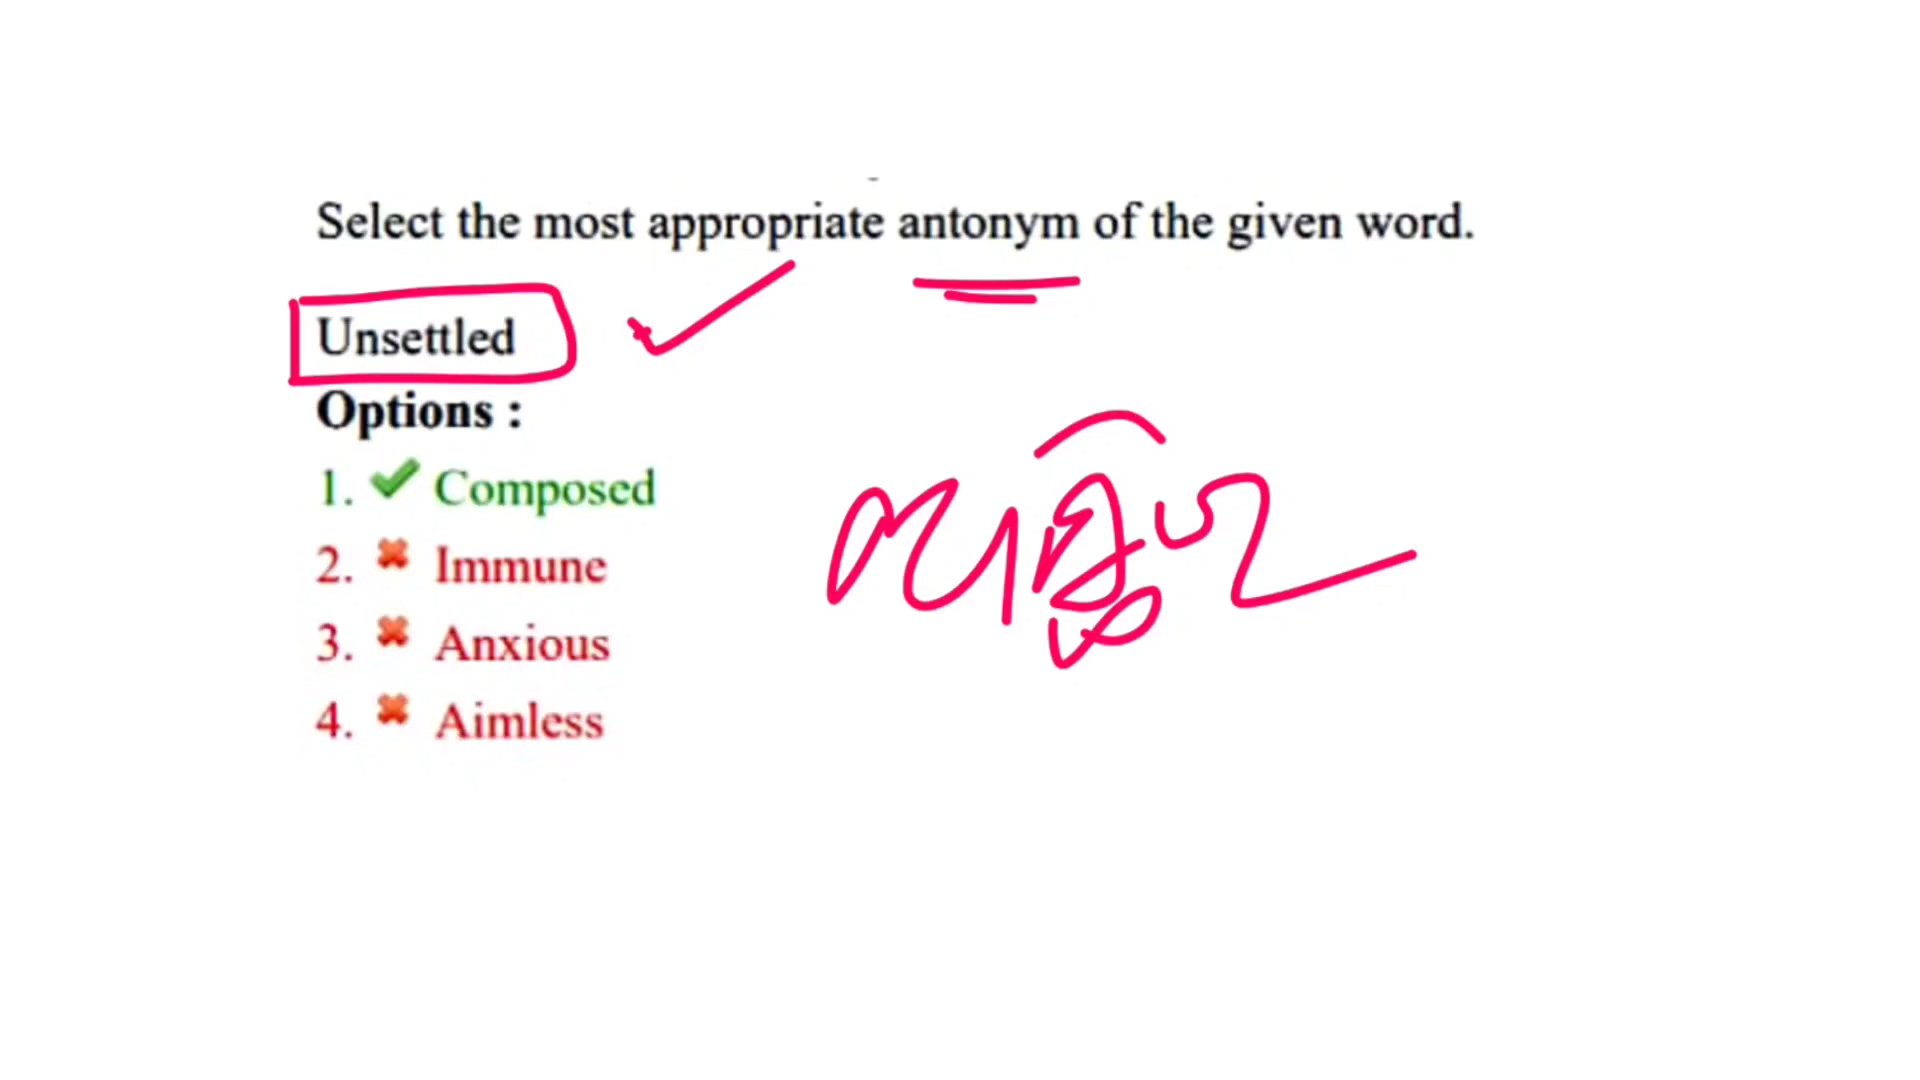 Select the most appropriate antonym of the given word.
Unsettled
Options :
1. Composed
2. Immune
3. Anxious
4. Aimless